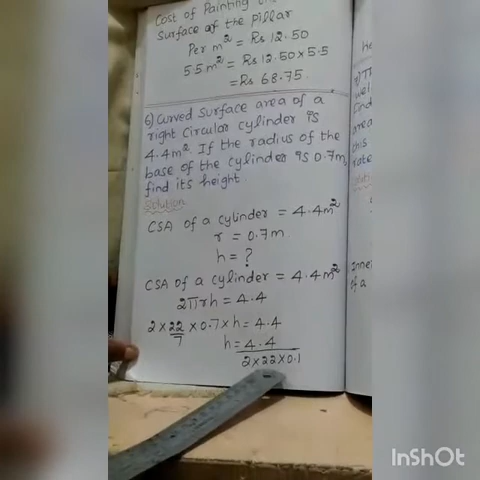 Cost of Painting the
Surface of the Pillar
Per m² = Rs 12.50
5.5m² = Rs 12.50 × 5.5
= Rs 68.75.
6) Curved Surface area of a
right Circular cylinder is
4.4m². If the radius of the
base of the cylinder is 0.7m,
find its height.
Solution
CSA of a cylinder = 4.4m²
r = 0.7m.
h = ?
CSA of a cylinder = 4.4m²
2πrh = 4.4
2 × 22/7 × 0.7 × h = 4.4
h = 4.4
2×22×0.1
InShOt